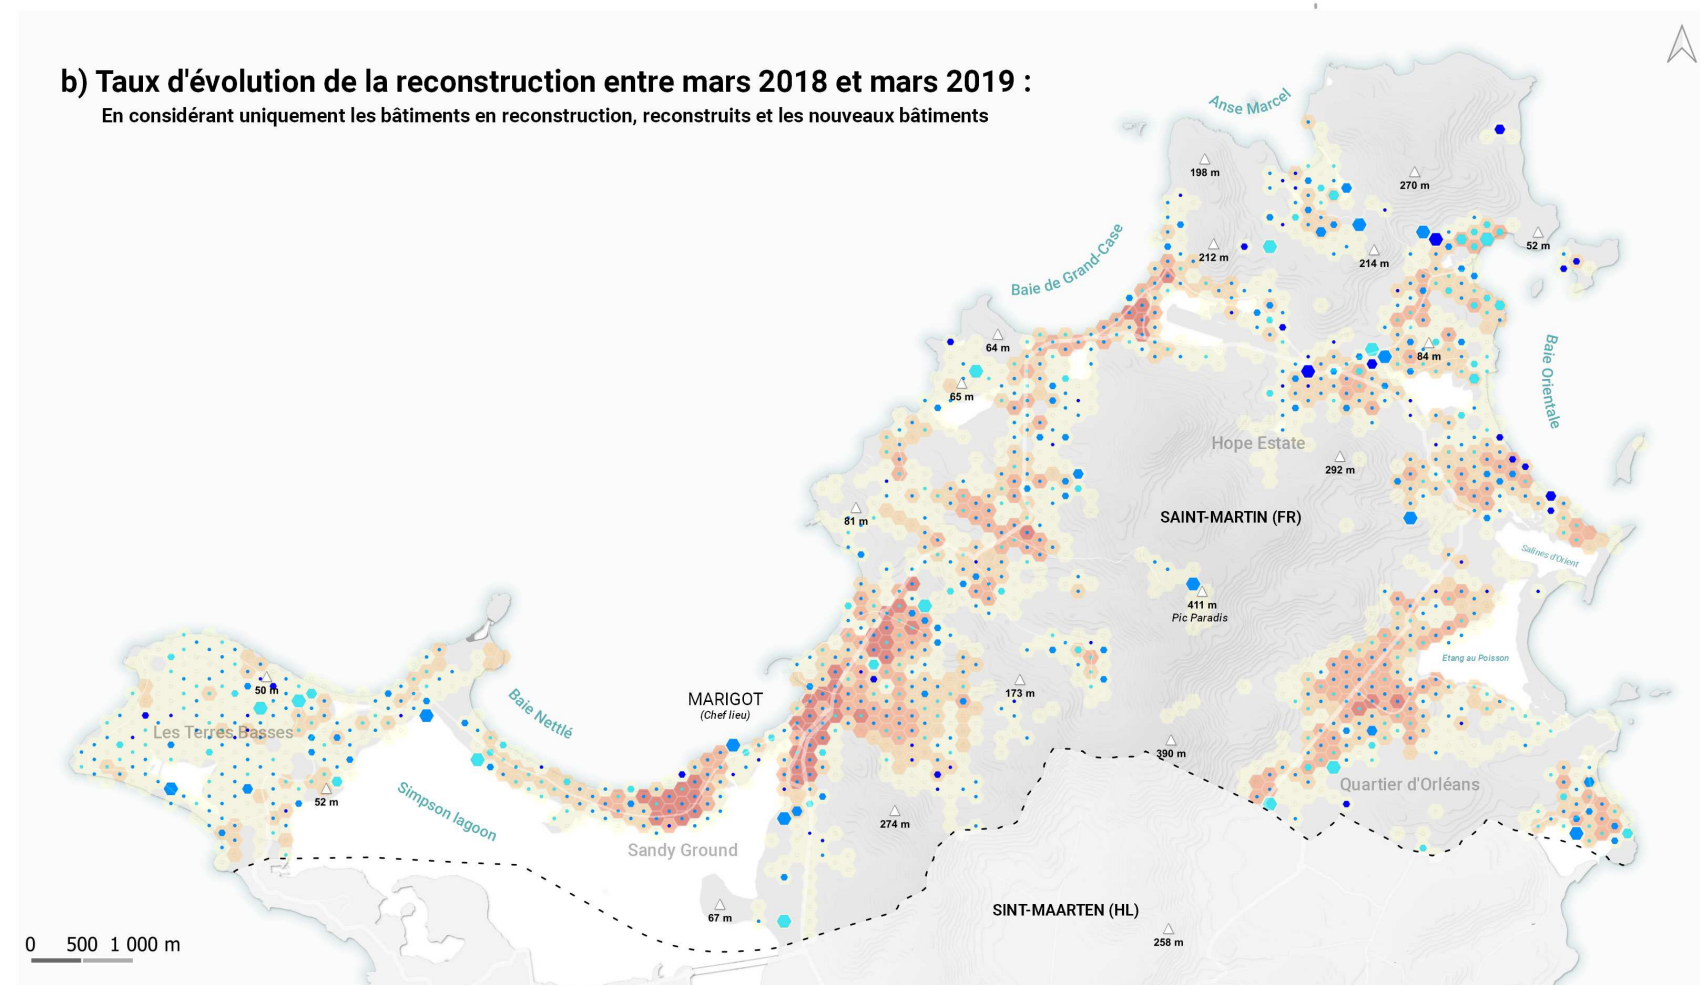 b) Taux d'évolution de la reconstruction entre mars 2018 et mars 2019 :
En considérant uniquement les bâtiments en reconstruction, reconstruits et les nouveaux bâtiments
Anse Marcel
198 m
270 m
52 m
212 m
214 m
Baie de Grand-Case
64 m
84 m
Baie Orientale
65 m
Hope Estate
292 m
81 m
SAINT-MARTIN (FR)
Salines d'Orient
411 m
Pic Paradis
Etang au Poisson
50 m
173 m
MARIGOT
(Chef lieu)
Baie Nettlé
Les Terres Basses
390 m
Quartier d'Orléans
52 m
Simpson lagoon
274 m
Sandy Ground
67 m
SINT-MAARTEN (HL)
258 m
0 500 1 000 m